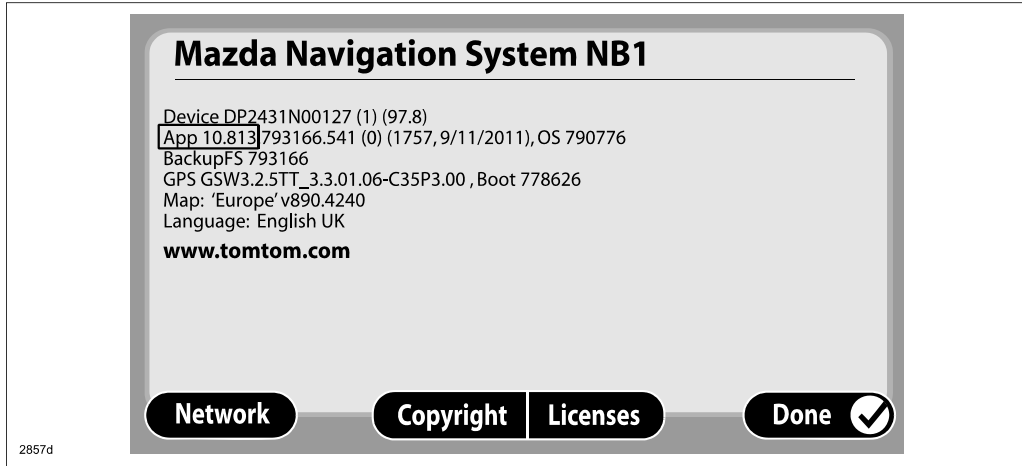 Mazda Navigation System NB1
Device DP2431N00127 (1) (97.8)
App 10.813 793166.541 (0) (1757, 9/11/2011), OS 790776
BackupFS 793166
GPS GSW3.2.5TT_3.3.01.06-C35P3.00 , Boot 778626
Map: ‘Europe’ v890.4240
Language: English UK
www.tomtom.com
Network
Copyright Licenses
Done
2857d